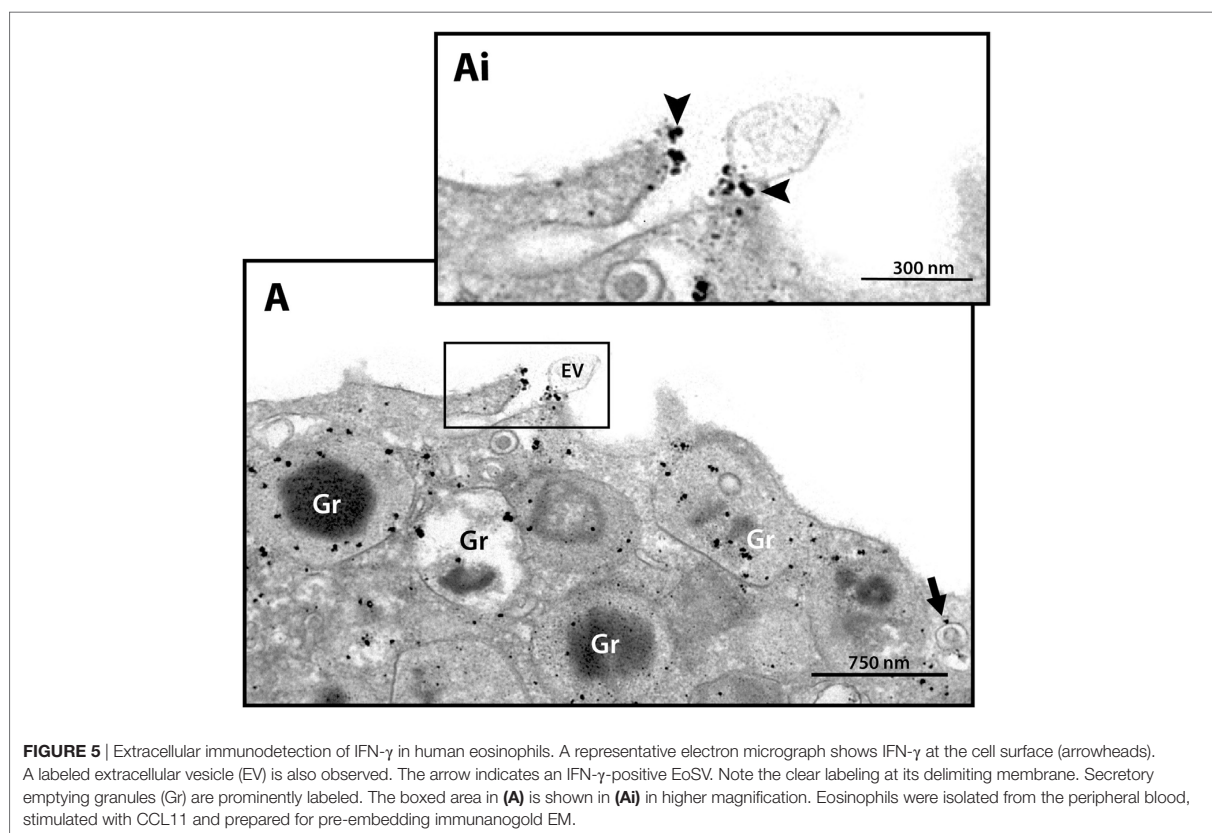 Ai
300 nm
A
EV
Gr
Gr
Gr
Gr
750 nm
FIGURE 5 | Extracellular immunodetection of IFN-γ in human eosinophils. A representative electron micrograph shows IFN-γ at the cell surface (arrowheads).
A labeled extracellular vesicle (EV) is also observed. The arrow indicates an IFN-γ-positive EoSV. Note the clear labeling at its delimiting membrane. Secretory
emptying granules (Gr) are prominently labeled. The boxed area in (A) is shown in (Ai) in higher magnification. Eosinophils were isolated from the peripheral blood,
stimulated with CCL11 and prepared for pre-embedding immunanogold EM.